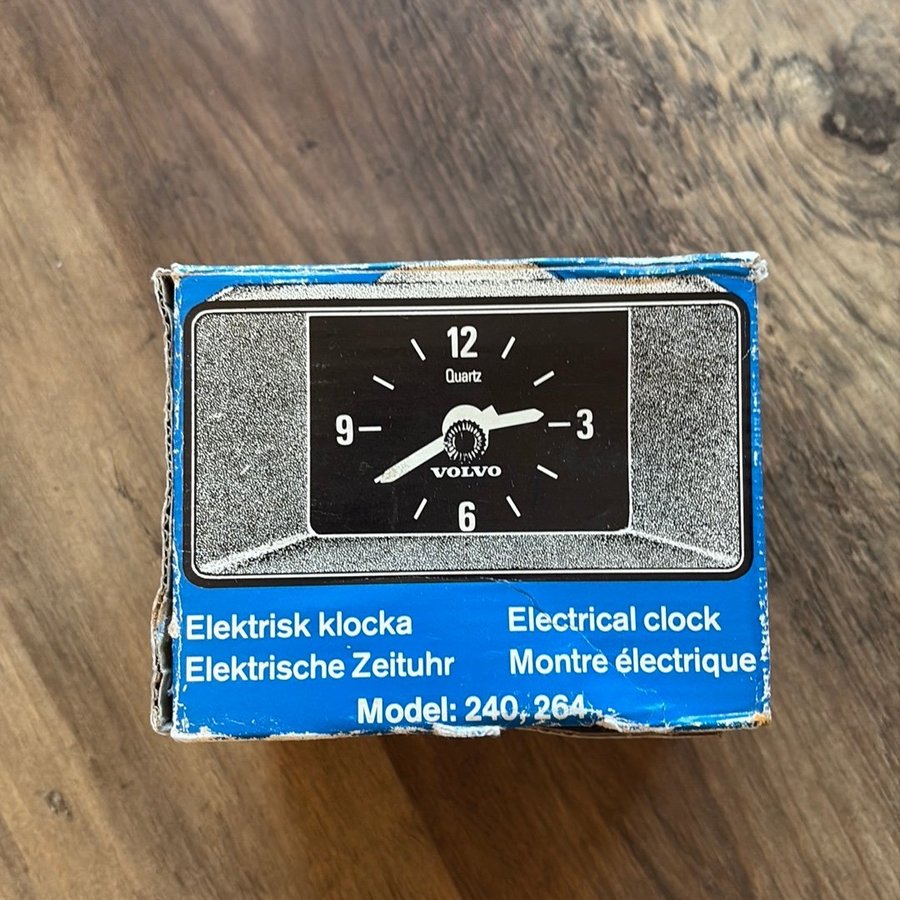 12
Quartz
9
3
VOLVO
6
Elektrisk klocka
Electrical clock
Elektrische Zeituhr
Montre électrique
Model: 240, 264